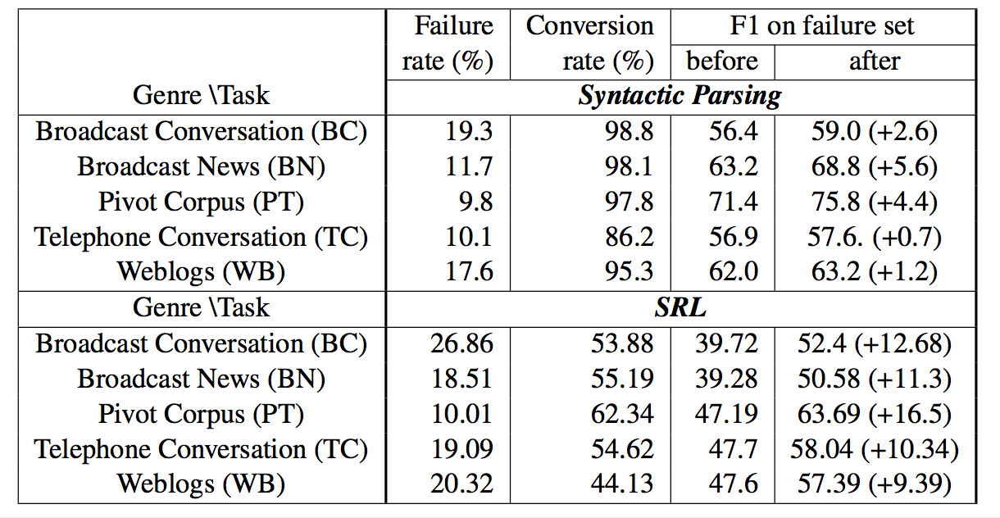 Failure Conversion F1 on failure set
rate (%) rate (%) before after
Genre \Task Syntactic Parsing
Broadcast Conversation (BC) 19.3 98.8 56.4 59.0 (+2.6)
Broadcast News (BN) 11.7 98.1 63.2 68.8 (+5.6)
Pivot Corpus (PT) 9.8 97.8 71.4 75.8 (+4.4)
Telephone Conversation (TC) 10.1 86.2 56.9 57.6. (+0.7)
Weblogs (WB) 17.6 95.3 62.0 63.2 (+1.2)
Genre \Task SRL
Broadcast Conversation (BC) 26.86 53.88 39.72 52.4 (+12.68)
Broadcast News (BN) 18.51 55.19 39.28 50.58 (+11.3)
Pivot Corpus (PT) 10.01 62.34 47.19 63.69 (+16.5)
Telephone Conversation (TC) 19.09 54.62 47.7 58.04 (+10.34)
Weblogs (WB) 20.32 44.13 47.6 57.39 (+9.39)